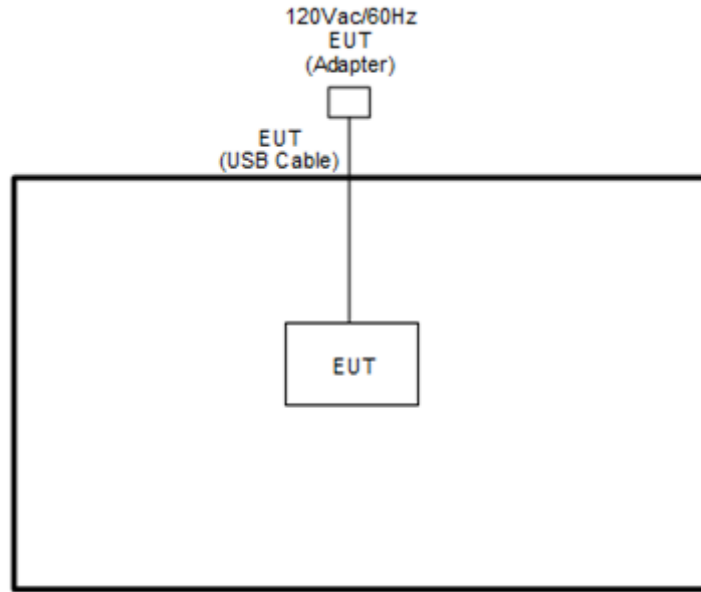 120Vac/60Hz
EUT
(Adapter)
EUT
(USB Cable)
EUT